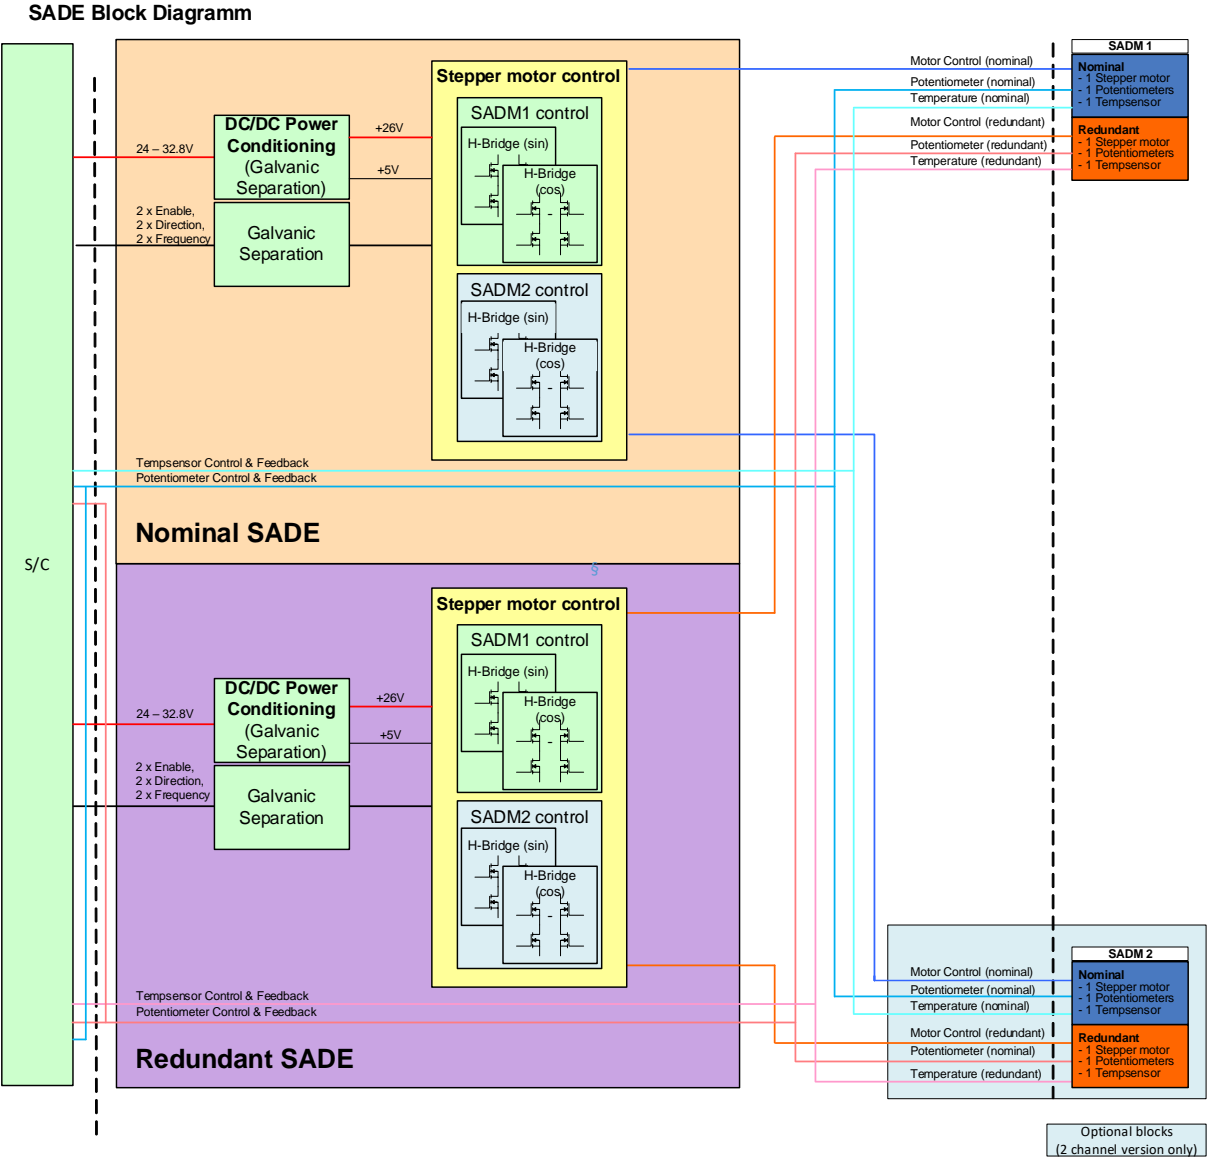 SADE Block Diagramm
S/C
Stepper motor control
SADM1 control
H-Bridge (sin)
H-Bridge
(cos)
SADM2 control
H-Bridge (sin)
H-Bridge
(cos)
DC/DC Power
Conditioning
(Galvanic
Separation)
Galvanic
Separation
24 – 32.8V
+26V
+5V
2 x Enable,
2 x Direction,
2 x Frequency
Tempsensor Control & Feedback
Potentiometer Control & Feedback
Nominal SADE
§
Stepper motor control
SADM1 control
H-Bridge (sin)
H-Bridge
(cos)
SADM2 control
H-Bridge (sin)
H-Bridge
(cos)
DC/DC Power
Conditioning
(Galvanic
Separation)
Galvanic
Separation
24 – 32.8V
+26V
+5V
2 x Enable,
2 x Direction,
2 x Frequency
Tempsensor Control & Feedback
Potentiometer Control & Feedback
Redundant SADE
Motor Control (nominal)
Potentiometer (nominal)
Temperature (nominal)
Motor Control (redundant)
Potentiometer (redundant)
Temperature (redundant)
SADM 1
Nominal
- 1 Stepper motor
- 1 Potentiometers
- 1 Tempsensor
Redundant
- 1 Stepper motor
- 1 Potentiometers
- 1 Tempsensor
Motor Control (nominal)
Potentiometer (nominal)
Temperature (nominal)
Motor Control (redundant)
Potentiometer (nominal)
Temperature (redundant)
SADM 2
Nominal
- 1 Stepper motor
- 1 Potentiometers
- 1 Tempsensor
Redundant
- 1 Stepper motor
- 1 Potentiometers
- 1 Tempsensor
Optional blocks
(2 channel version only)